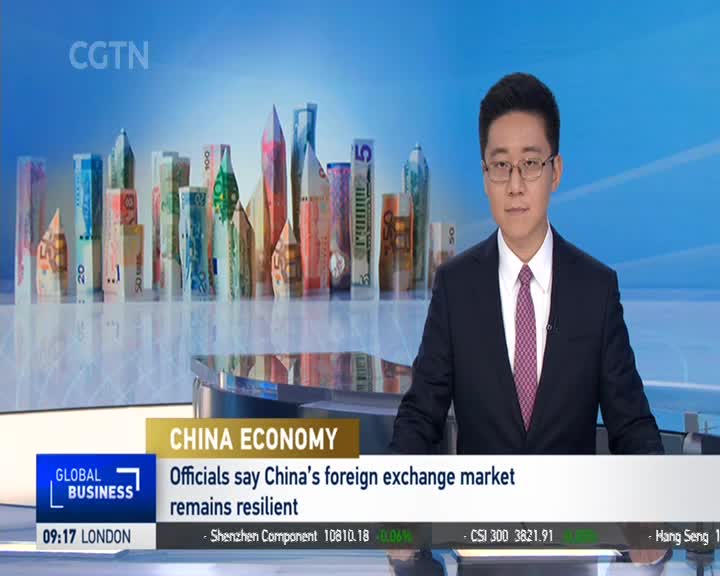 CGTN
CHINA ECONOMY
Officials say China's foreign exchange market
remains resilient
GLOBAL
BUSINESS
09:17 LONDON
- Shenzhen Component 10810.18 -0.06% - CSI 300 3821.91 - Hang Seng 1